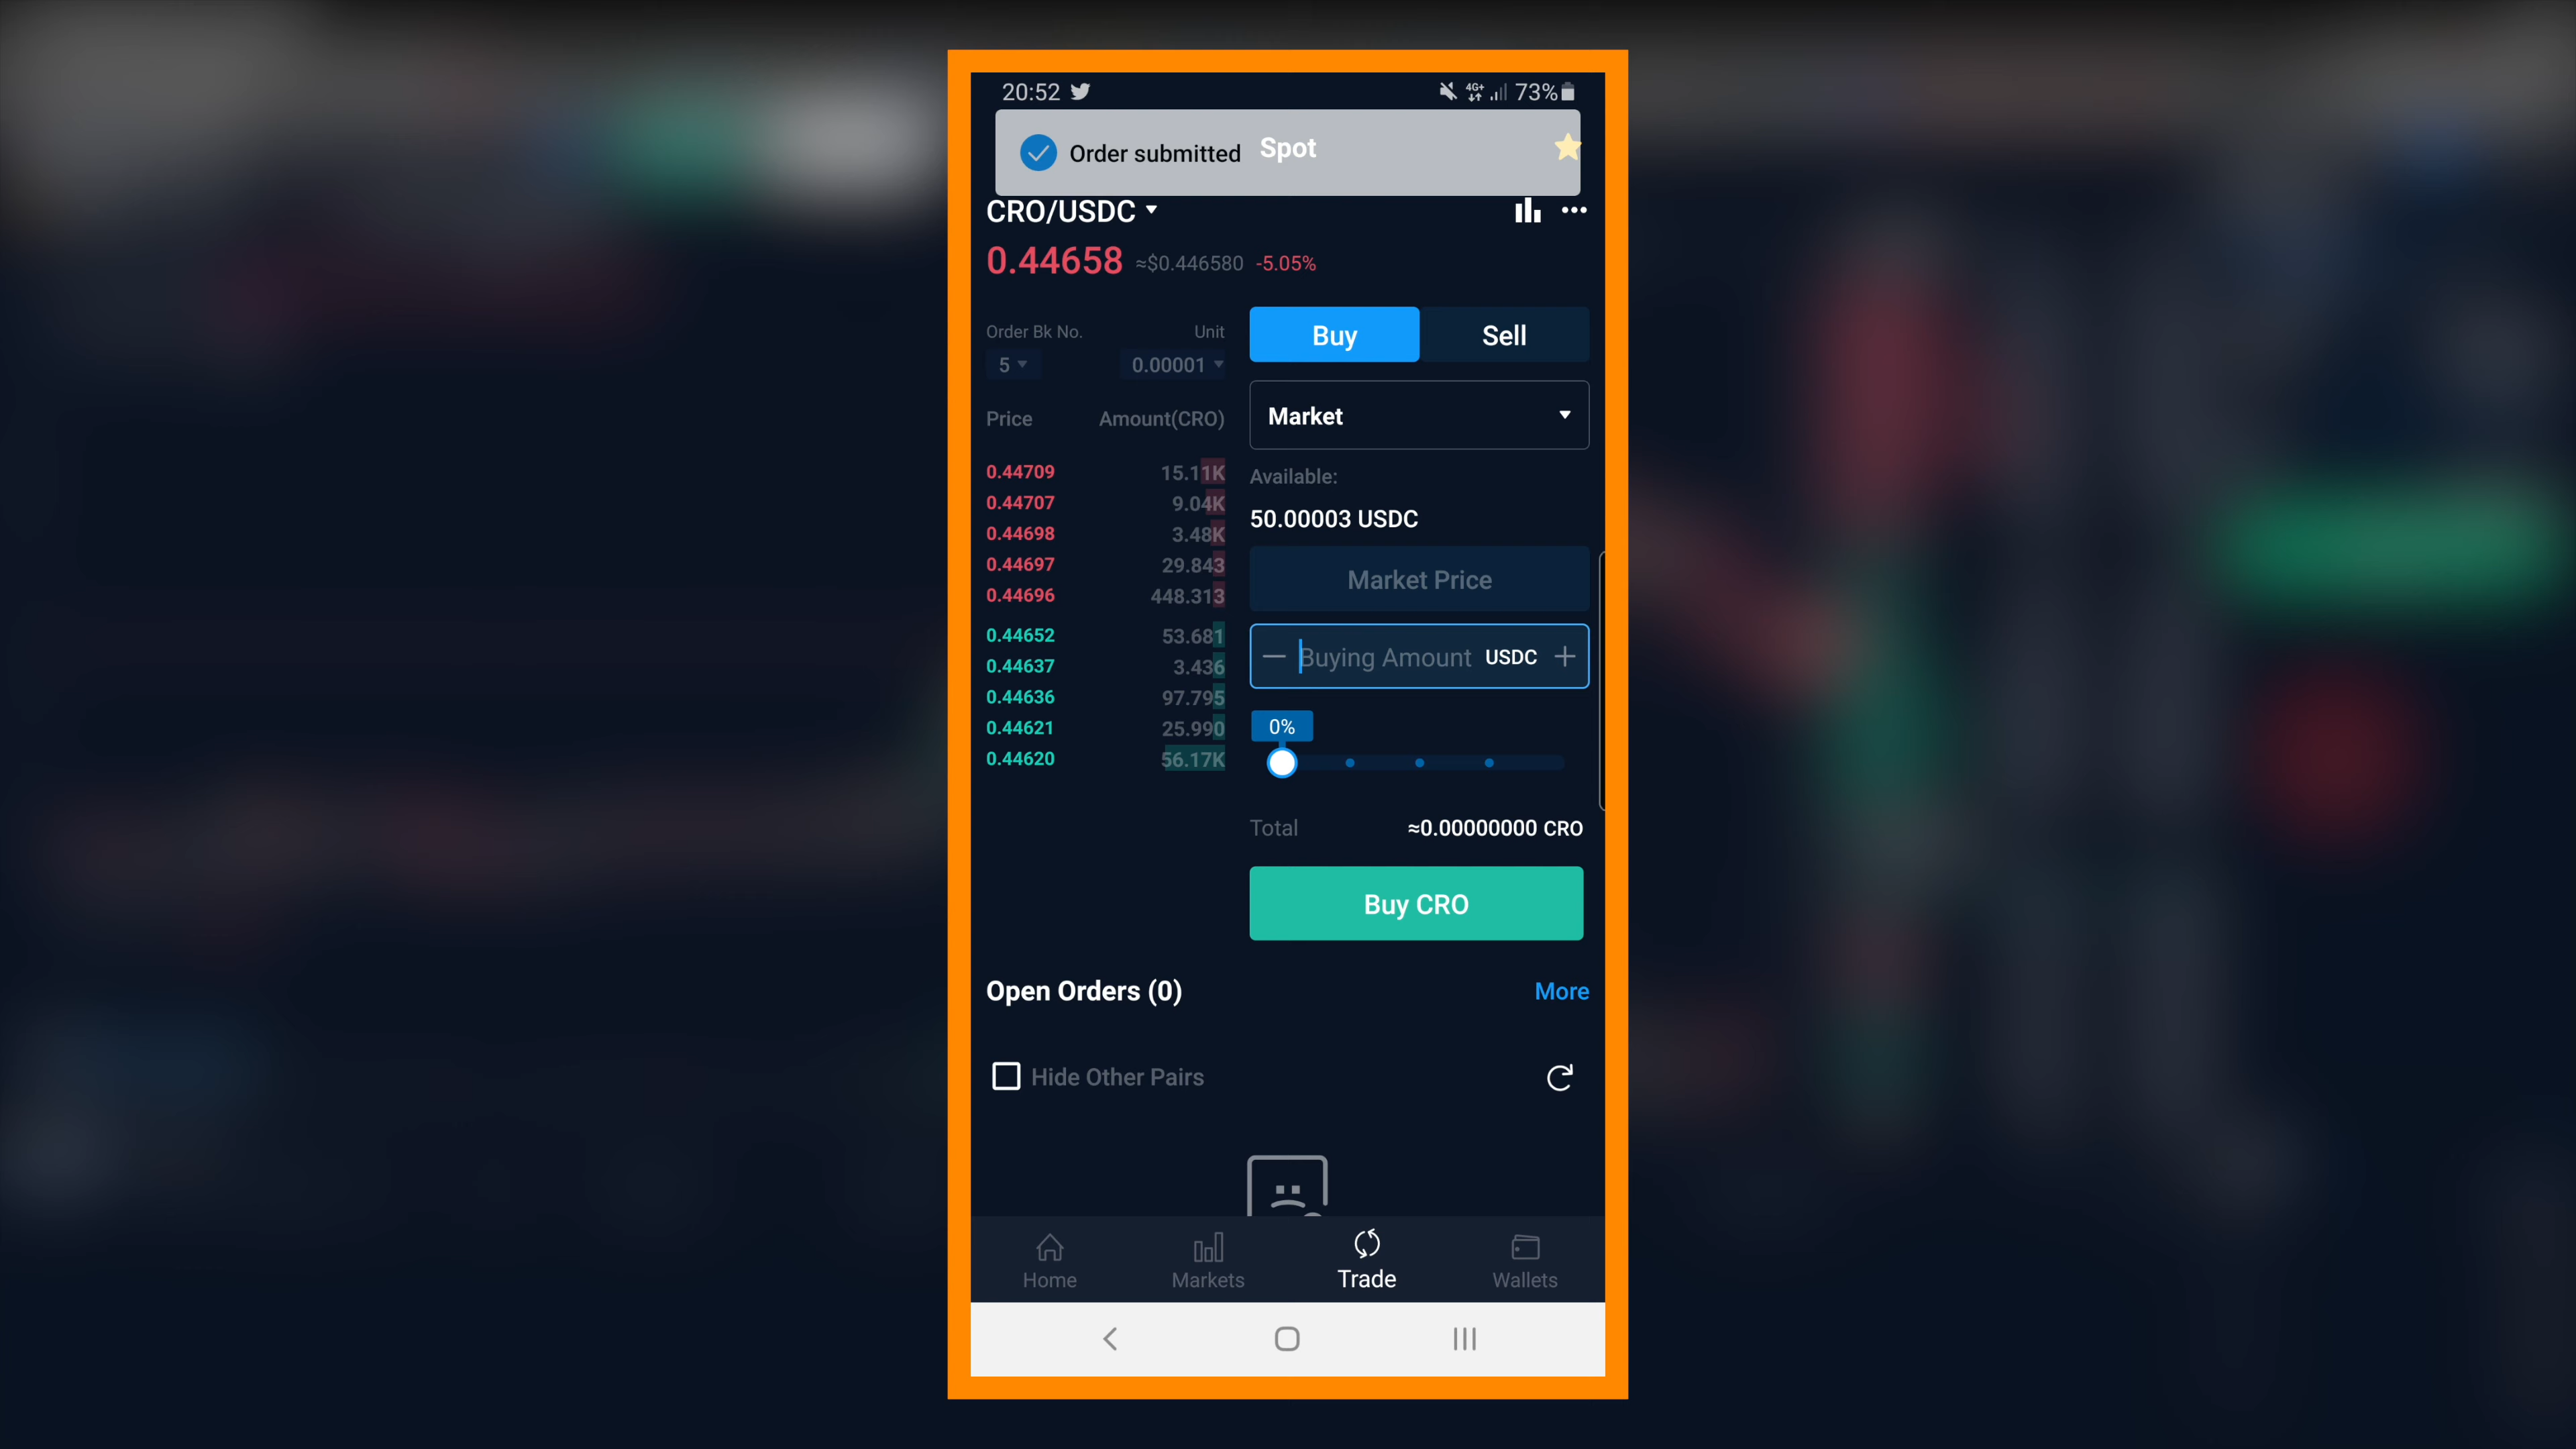 20:52 4G+ 73%
Order submitted Spot
CRO/USDC
0.44658 ≈$0.446580 -5.05%
Order Bk No. Unit
5 0.00001
Price Amount(CRO)
0.44709 15.11K
0.44707 9.04K
0.44698 3.48K
0.44697 29.843
0.44696 448.313
0.44652 53.681
0.44637 3.436
0.44636 97.795
0.44621 25.990
0.44620 56.17K
Buy Sell
Market
Available:
50.00003 USDC
Market Price
Buying Amount USDC
0%
Total ≈0.00000000 CRO
Buy CRO
Open Orders (0) More
Hide Other Pairs
Home Markets Trade Wallets